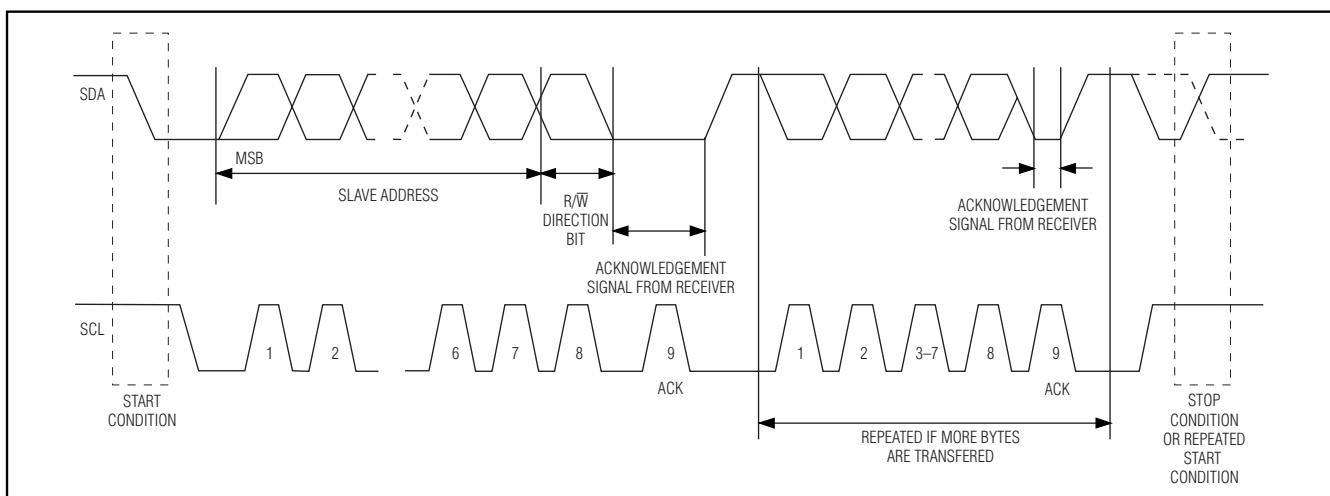 SDA
MSB
SLAVE ADDRESS
R/W̅
DIRECTION
BIT
ACKNOWLEDGEMENT
SIGNAL FROM RECEIVER
ACKNOWLEDGEMENT
SIGNAL FROM RECEIVER
SCL
1
2
6
7
8
9
1
2
3–7
8
9
ACK
ACK
START
CONDITION
REPEATED IF MORE BYTES
ARE TRANSFERED
STOP
CONDITION
OR REPEATED
START
CONDITION